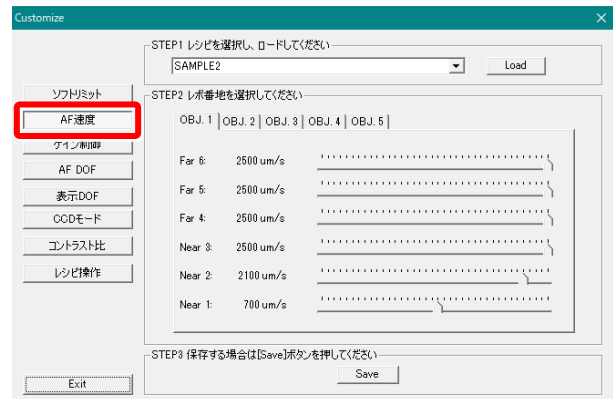 Customize
STEP1 レシピを選択し、ロードしてください
SAMPLE2
Load
ソフトリミット
AF速度
ゲイン制御
AF DOF
表示DOF
CCDモード
コントラスト比
レシピ操作
Exit
STEP2 レボ番地を選択してください
OBJ. 1 OBJ. 2 OBJ. 3 OBJ. 4 OBJ. 5
Far 6: 2500 um/s
Far 5: 2500 um/s
Far 4: 2500 um/s
Near 3: 2500 um/s
Near 2: 2100 um/s
Near 1: 700 um/s
STEP3 保存する場合は[Save]ボタンを押してください
Save